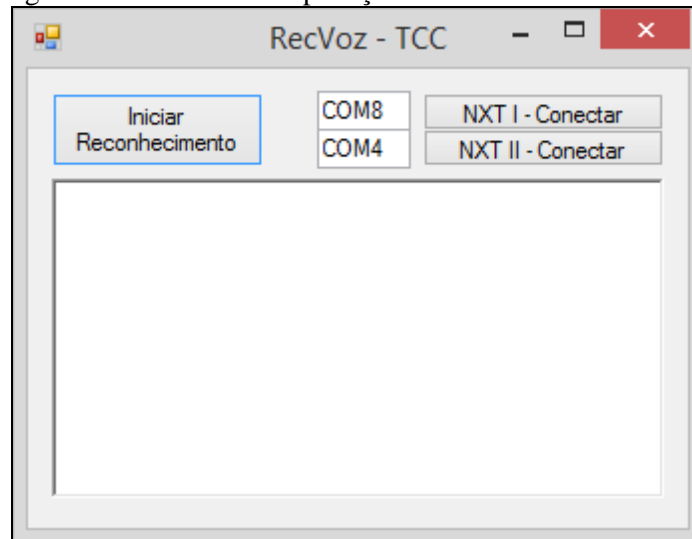 RecVoz - TCC
Iniciar
Reconhecimento
COM8
NXT I - Conectar
COM4
NXT II - Conectar